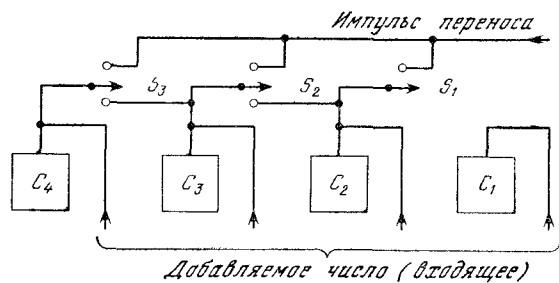 Импульс переноса
S₃ S₂ S₁
C₄ C₃ C₂ C₁
Добавляемое число (входящее)